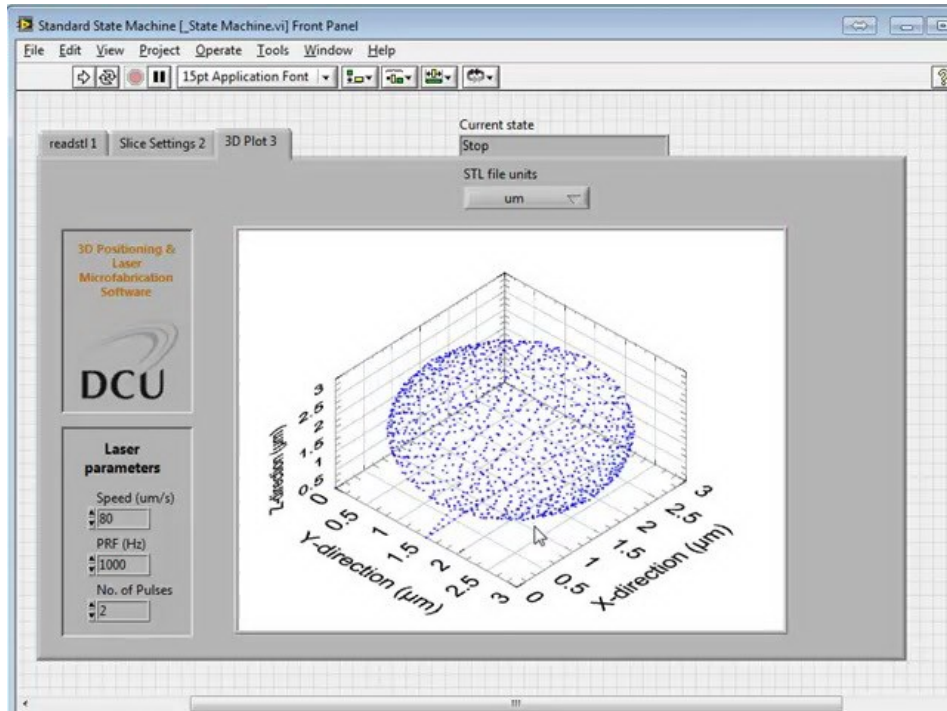 Standard State Machine [_State Machine.vi] Front Panel
File Edit View Project Operate Tools Window Help
15pt Application Font
?
readstl 1 Slice Settings 2 3D Plot 3
Current state
Stop
STL file units
um
3D Positioning &
Laser
Microfabrication
Software
DCU
Laser
parameters
Speed (um/s)
80
PRF (Hz)
1000
No. of Pulses
2
3
2.5
2
1.5
1
0.5
Z-direction (µm)
0
0.5
1
1.5
2
2.5
3
Y-direction (µm)
0
0.5
1
1.5
2
2.5
3
X-direction (µm)